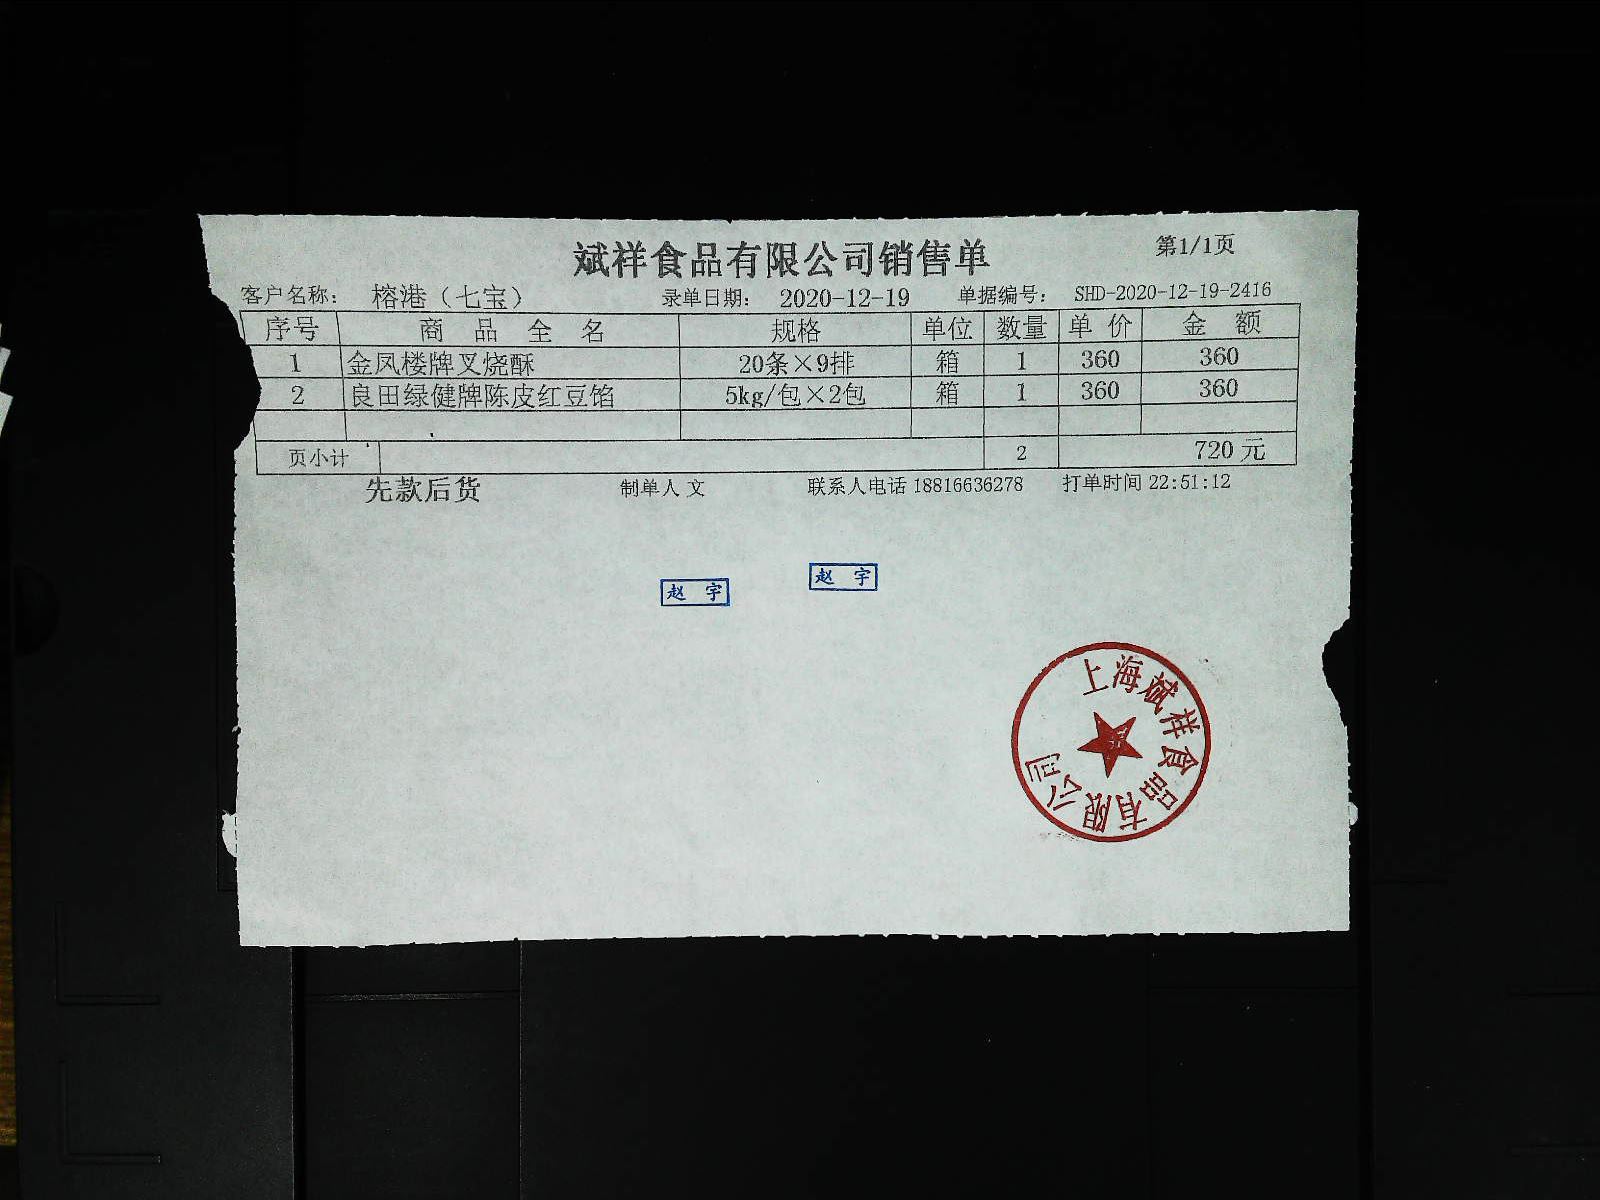 斌祥食品有限公司销售单
第1/1页
客户名称： 榕港（七宝） 录单日期： 2020-12-19 单据编号： SHD-2020-12-19-2416
序号 商 品 全 名 规格 单位 数量 单 价 金 额
1 金凤楼牌叉烧酥 20条×9排 箱 1 360 360
2 良田绿健牌陈皮红豆馅 5kg/包×2包 箱 1 360 360
页小计 2 720 元
先款后货 制单人 文 联系人电话 18816636278 打单时间 22:51:12
赵 宇
赵 宇
上海斌祥食品有限公司